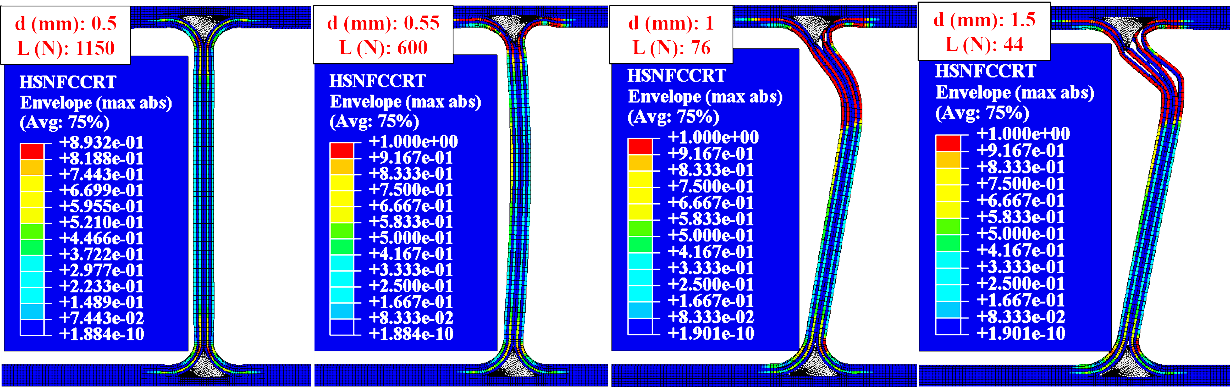 d (mm): 0.5
L (N): 1150
HSNFCCRT
Envelope (max abs)
(Avg: 75%)
+8.932e-01
+8.188e-01
+7.443e-01
+6.699e-01
+5.955e-01
+5.210e-01
+4.466e-01
+3.722e-01
+2.977e-01
+2.233e-01
+1.489e-01
+7.443e-02
+1.884e-10
d (mm): 0.55
L (N): 600
HSNFCCRT
Envelope (max abs)
(Avg: 75%)
+1.000e+00
+9.167e-01
+8.333e-01
+7.500e-01
+6.667e-01
+5.833e-01
+5.000e-01
+4.167e-01
+3.333e-01
+2.500e-01
+1.667e-01
+8.333e-02
+1.884e-10
d (mm): 1
L (N): 76
HSNFCCRT
Envelope (max abs)
(Avg: 75%)
+1.000e+00
+9.167e-01
+8.333e-01
+7.500e-01
+6.667e-01
+5.833e-01
+5.000e-01
+4.167e-01
+3.333e-01
+2.500e-01
+1.667e-01
+8.333e-02
+1.901e-10
d (mm): 1.5
L (N): 44
HSNFCCRT
Envelope (max abs)
(Avg: 75%)
+1.000e+00
+9.167e-01
+8.333e-01
+7.500e-01
+6.667e-01
+5.833e-01
+5.000e-01
+4.167e-01
+3.333e-01
+2.500e-01
+1.667e-01
+8.333e-02
+1.901e-10